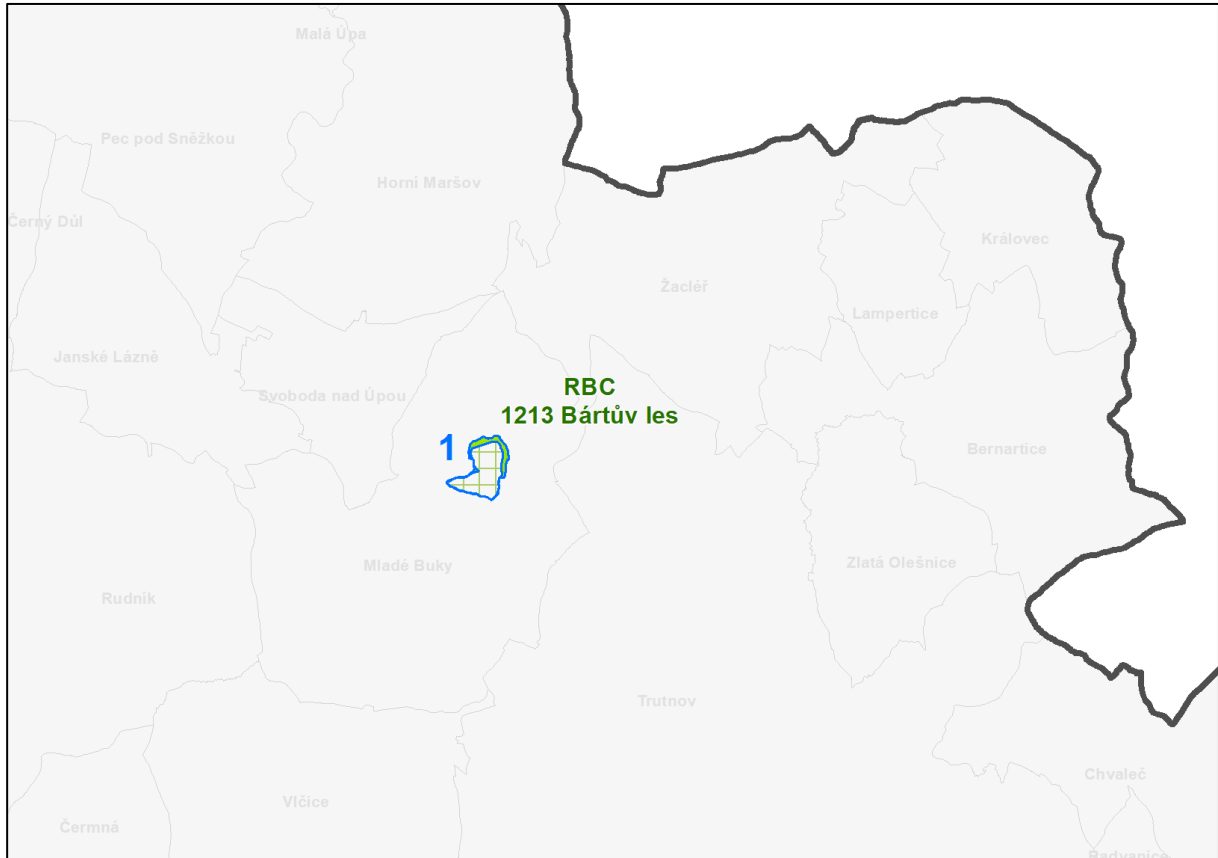 Malá Úpa
Pec pod Sněžkou
Horní Maršov
Černý Důl
Královec
Žacléř
Lampertice
Janské Lázně
Svoboda nad Úpou
RBC
1213 Bártův les
1
Bernartice
Mladé Buky
Zlatá Olešnice
Rudník
Trutnov
Chvaleč
Vlčice
Čermná
Radvanice